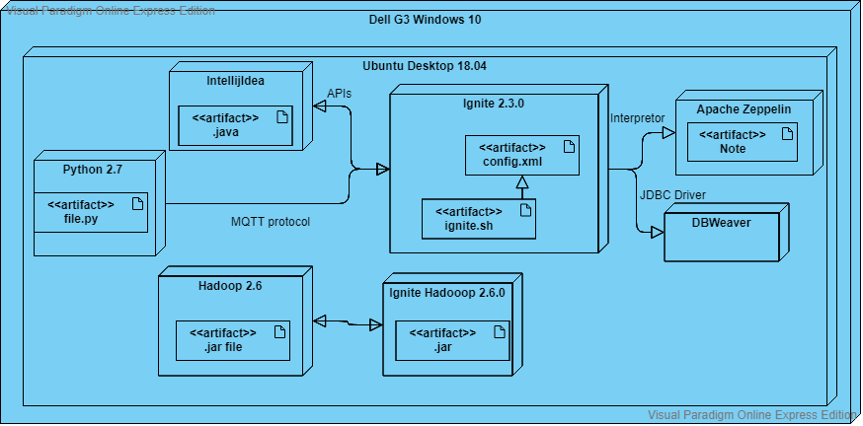 Visual Paradigm Online Express Edition
Dell G3 Windows 10
Ubuntu Desktop 18.04
IntellijIdea
<<artifact>>
.java
APIs
Ignite 2.3.0
<<artifact>>
config.xml
<<artifact>>
ignite.sh
Interpretor
Apache Zeppelin
<<artifact>>
Note
Python 2.7
<<artifact>>
file.py
MQTT protocol
JDBC Driver
DBWeaver
Hadoop 2.6
<<artifact>>
.jar file
Ignite Hadooop 2.6.0
<<artifact>>
.jar
Visual Paradigm Online Express Edition